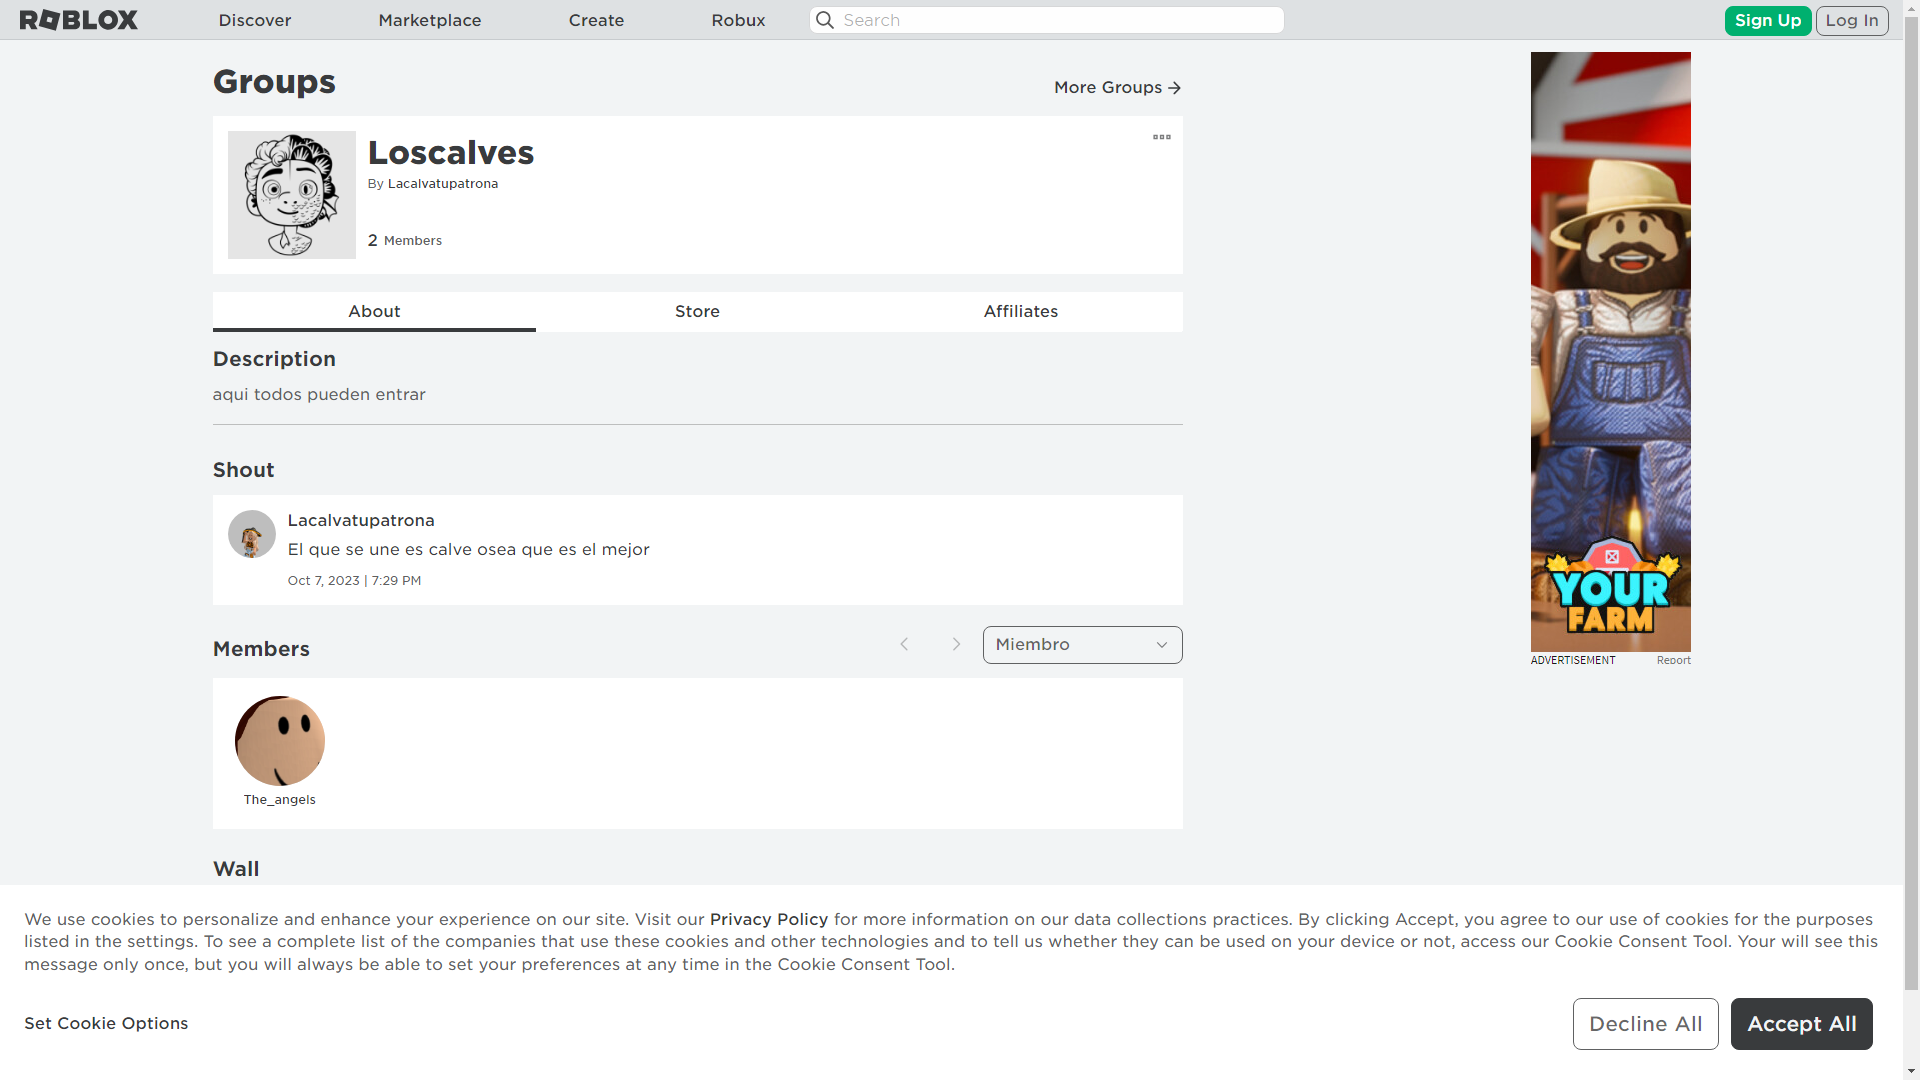 ROBLOX
Discover
Marketplace
Create
Robux
Search
Sign Up
Log In
Groups
More Groups
Loscalves
By Lacalvatupatrona
2 Members
About
Store
Affiliates
Description
aqui todos pueden entrar
Shout
Lacalvatupatrona
El que se une es calve osea que es el mejor
Oct 7, 2023 | 7:29 PM
Members
Miembro
The_angels
Wall
YOUR
FARM
ADVERTISEMENT
Report
We use cookies to personalize and enhance your experience on our site. Visit our Privacy Policy for more information on our data collections practices. By clicking Accept, you agree to our use of cookies for the purposes
listed in the settings. To see a complete list of the companies that use these cookies and other technologies and to tell us whether they can be used on your device or not, access our Cookie Consent Tool. Your will see this
message only once, but you will always be able to set your preferences at any time in the Cookie Consent Tool.
Set Cookie Options
Decline All
Accept All